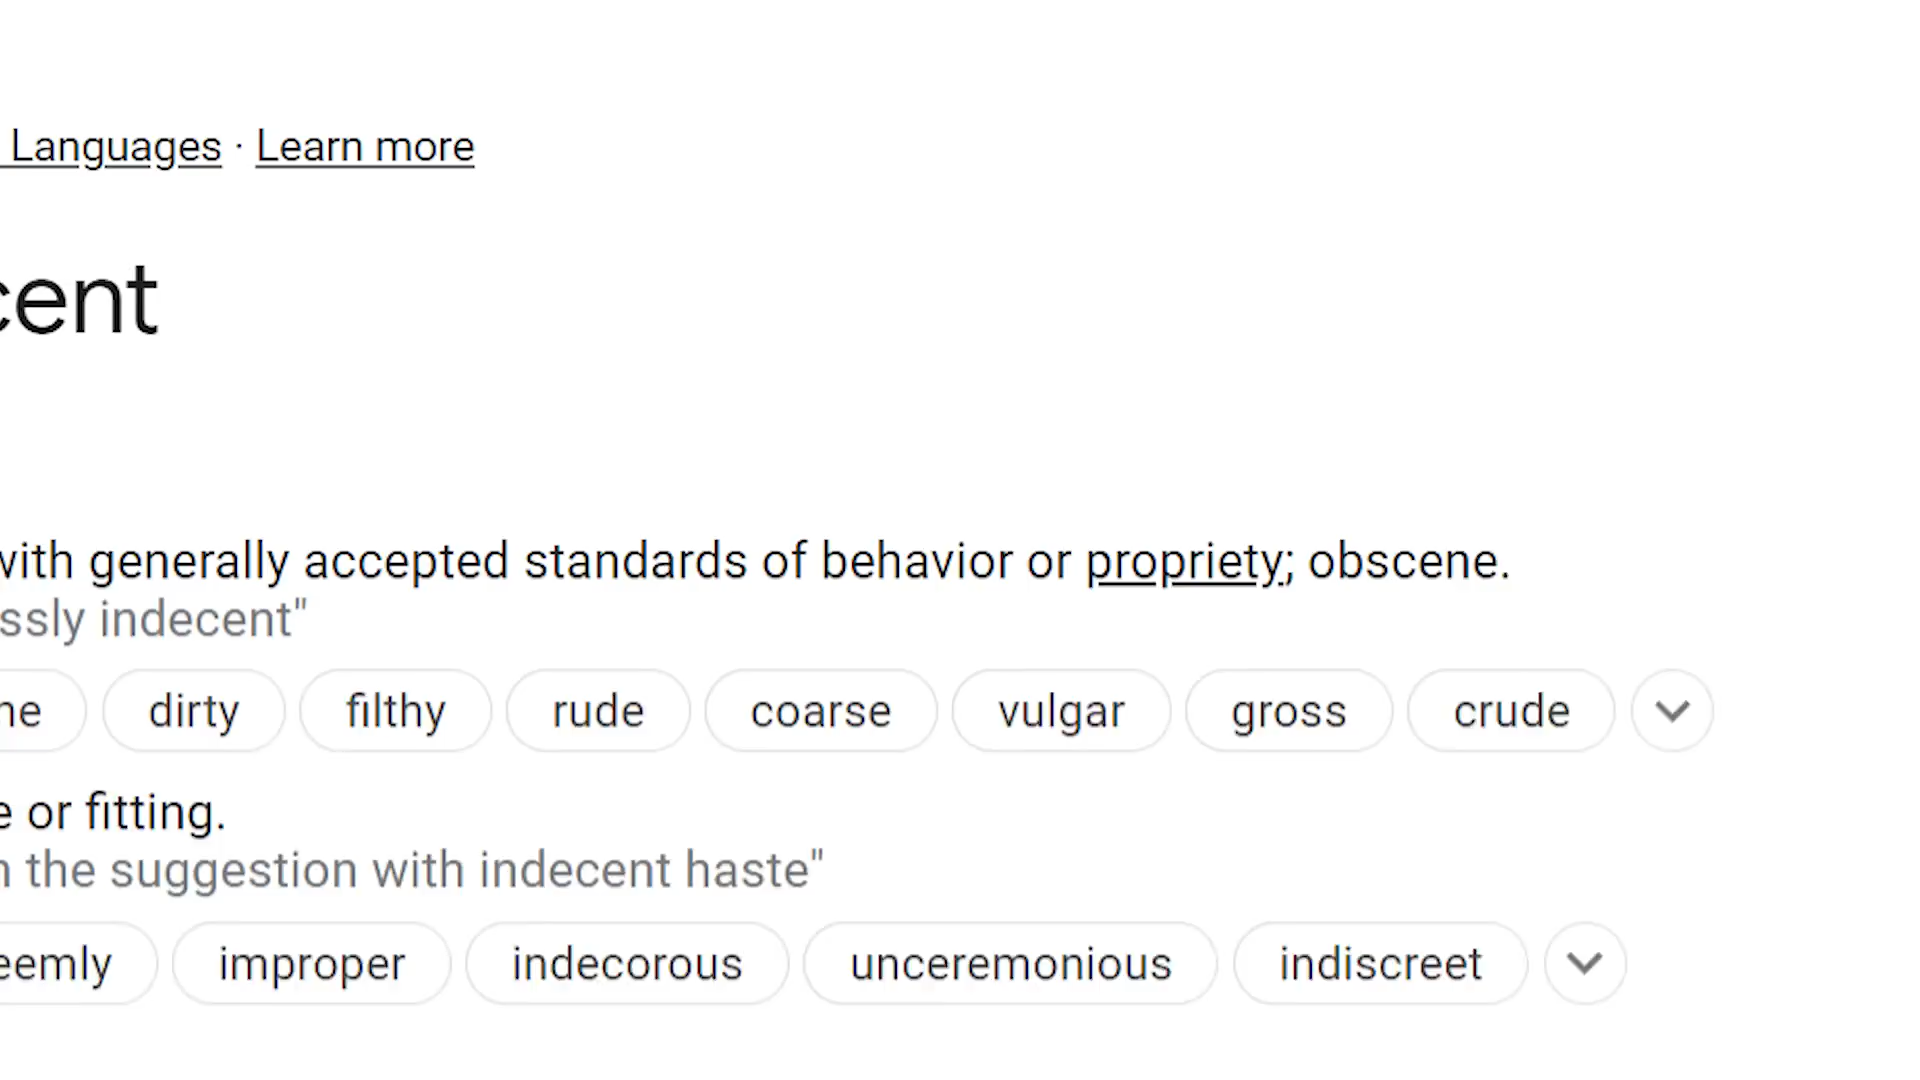 Languages · Learn more
cent
with generally accepted standards of behavior or propriety; obscene.
ssly indecent"
ne dirty filthy rude coarse vulgar gross crude
e or fitting.
n the suggestion with indecent haste"
eemly improper indecorous unceremonious indiscreet